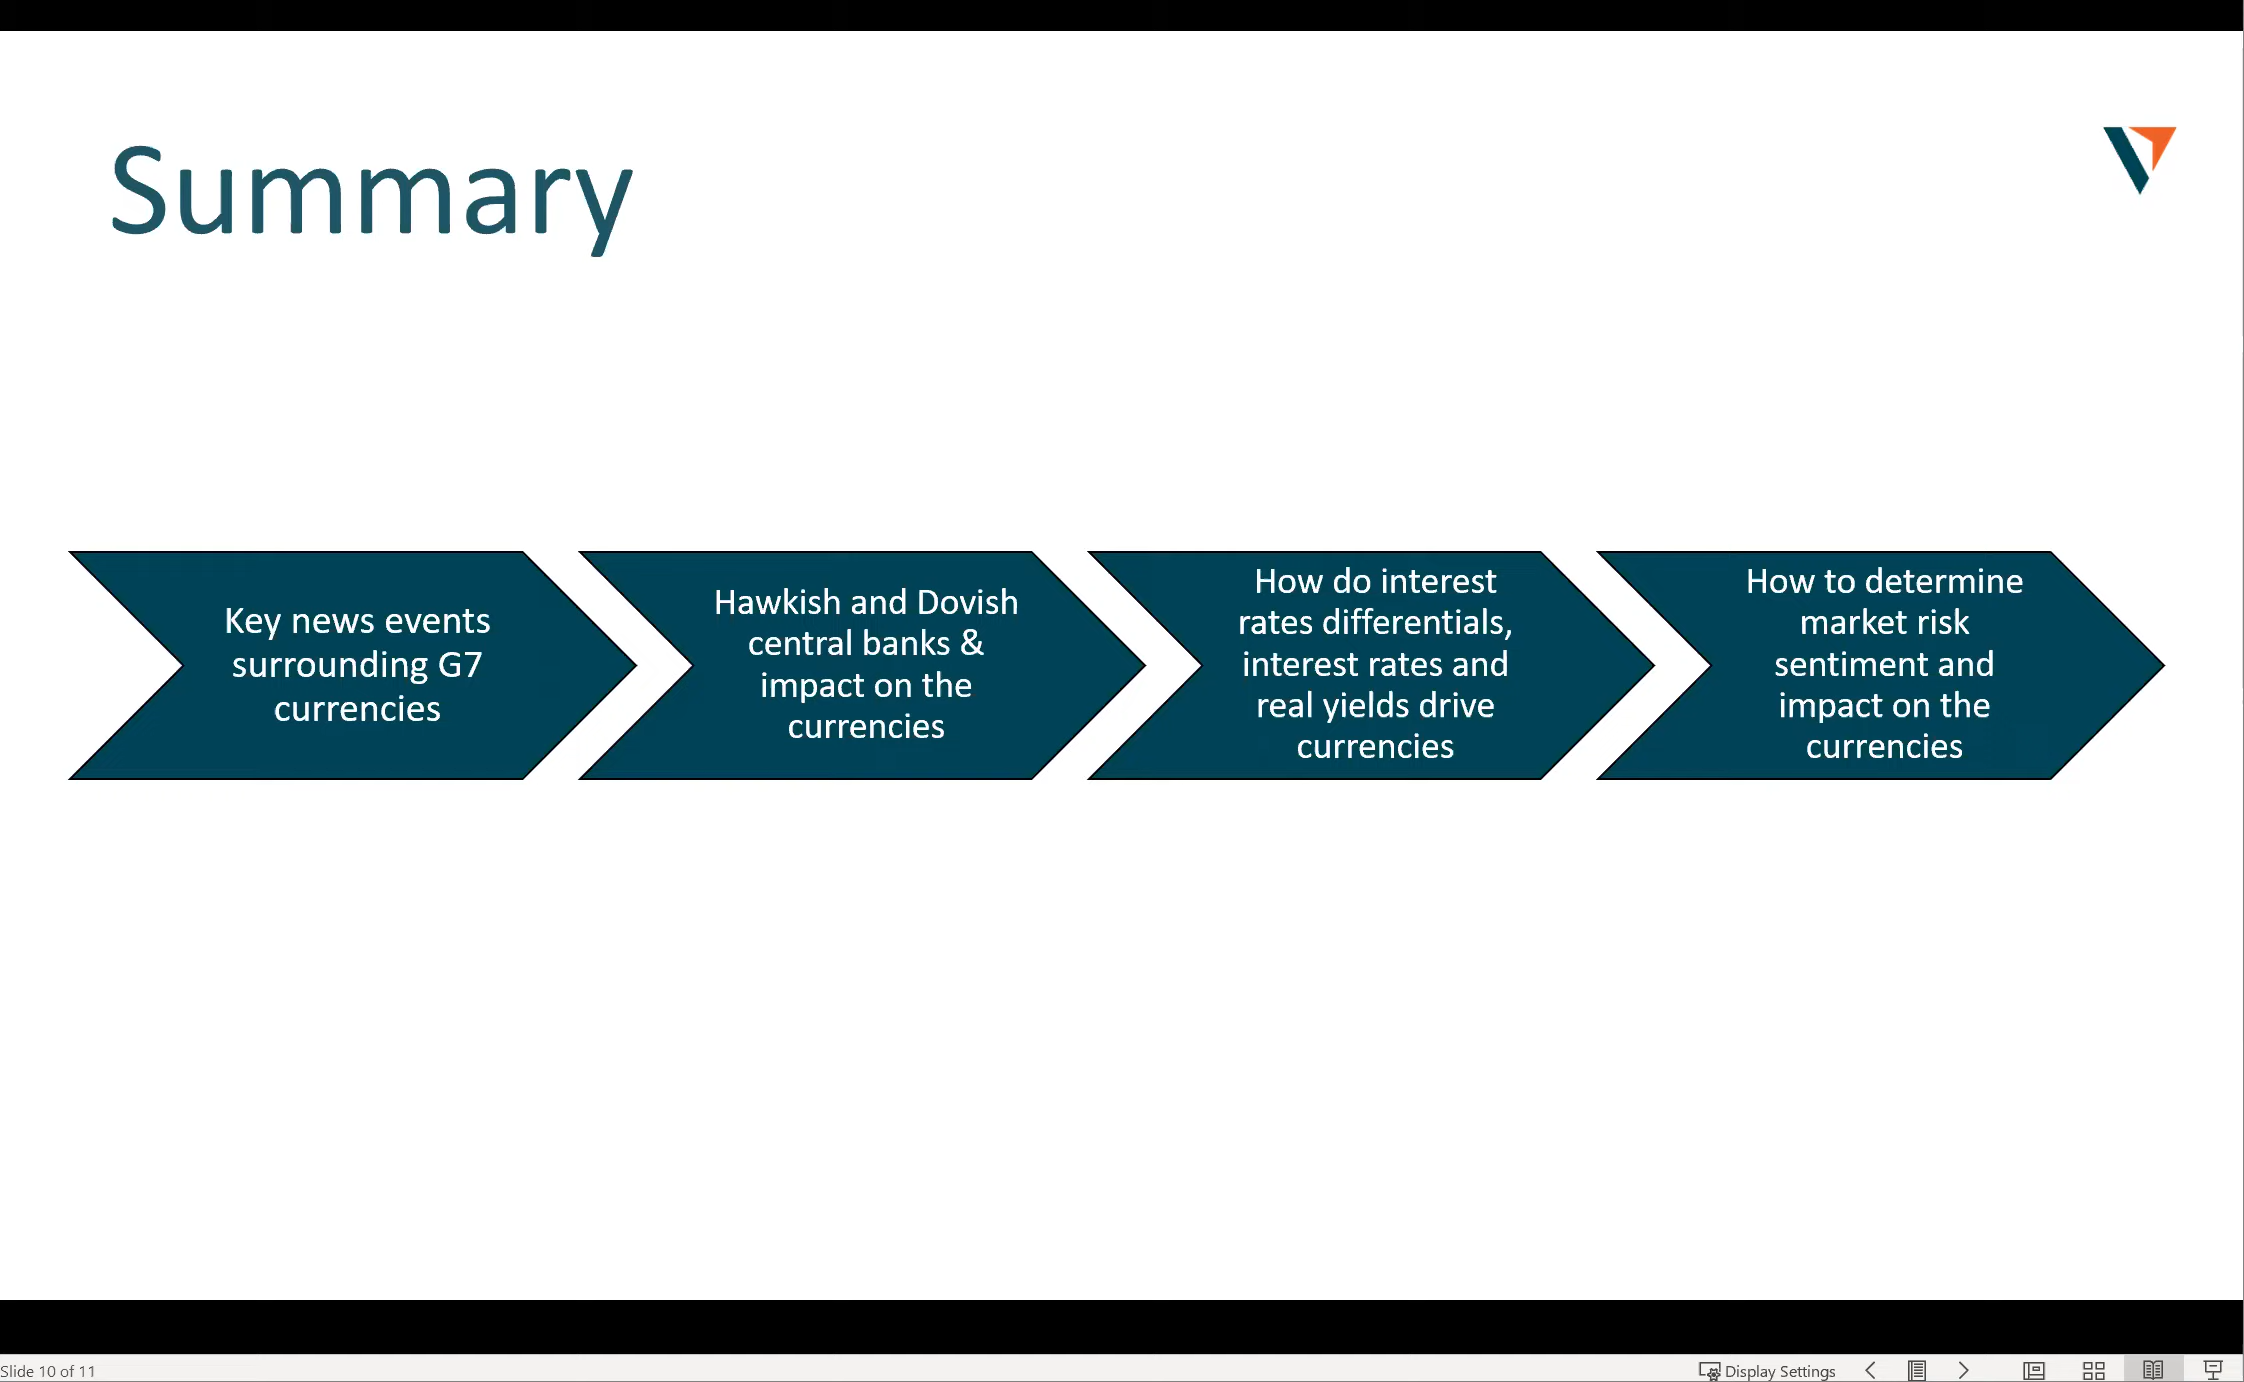 Summary
Key news events
surrounding G7
currencies
Hawkish and Dovish
central banks &
impact on the
currencies
How do interest
rates differentials,
interest rates and
real yields drive
currencies
How to determine
market risk
sentiment and
impact on the
currencies
Slide 10 of 11
Display Settings